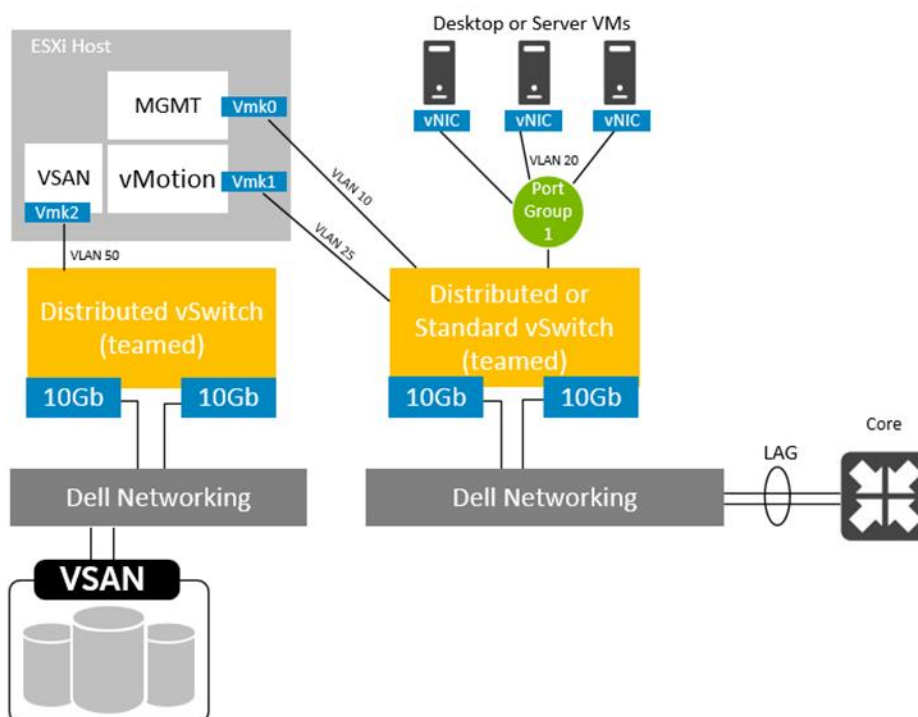 Desktop or Server VMs
ESXi Host
MGMT
Vmk0
vNIC
vNIC
vNIC
VSAN
vMotion
Vmk1
Vmk2
VLAN 10
VLAN 20
Port
Group
1
VLAN 50
VLAN 25
Distributed vSwitch
(teamed)
10Gb
10Gb
Distributed or
Standard vSwitch
(teamed)
10Gb
10Gb
Dell Networking
Dell Networking
LAG
Core
VSAN